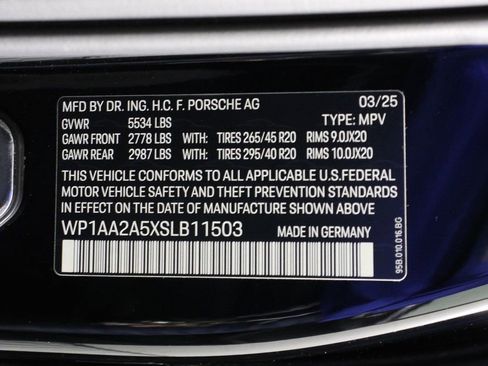 MFD BY DR. ING. H.C. F. PORSCHE AG 03/25
GVWR 5534 LBS TYPE: MPV
GAWR FRONT 2778 LBS WITH: TIRES 265/45 R20 RIMS 9.0JX20
GAWR REAR 2987 LBS WITH: TIRES 295/40 R20 RIMS 10.0JX20
THIS VEHICLE CONFORMS TO ALL APPLICABLE U.S.FEDERAL
MOTOR VEHICLE SAFETY AND THEFT PREVENTION STANDARDS
IN EFFECT ON THE DATE OF MANUFACTURE SHOWN ABOVE.
WP1AA2A5XSLB11503 MADE IN GERMANY
95B.010.016.BG